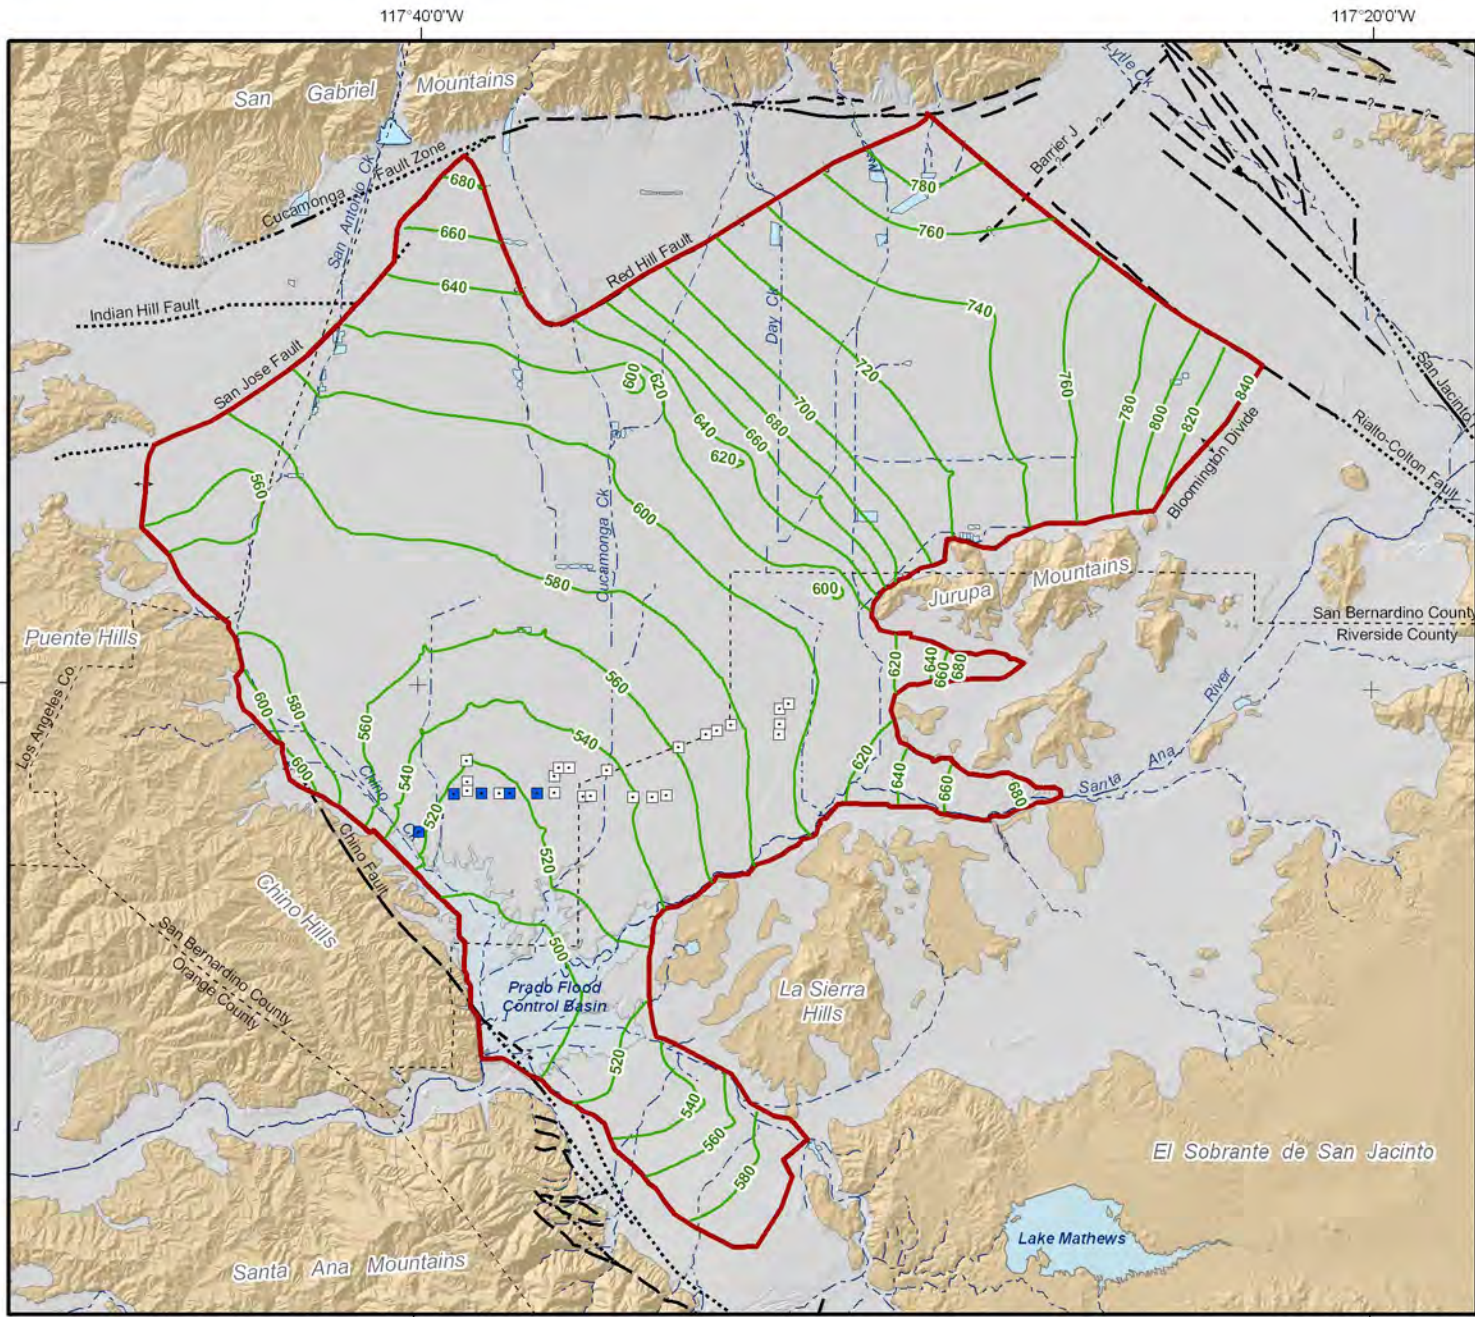 117°40'0"W
117°20'0"W
San Gabriel Mountains
Lytle Ck
Cucamonga Fault Zone
San Antonio Ck
Barrier J
?
?
?
?
?
680
780
660
760
Red Hill Fault
640
Indian Hill Fault
740
Day Ck
San Jose Fault
720
600
620
760
700
780
800
820
840
San Jacinto
640
680
660
620
Bloomington Divide
Rialto-Colton Fault
560
Cucamonga Ck
600
580
600
Jurupa Mountains
San Bernardino County
Riverside County
Puente Hills
620
640
660
680
Los Angeles Co.
600
580
560
560
River
540
540
600
620
640
660
680
Santa Ana
Chino
Ck
520
520
Chino Fault
Chino Hills
San Bernardino County
Orange County
500
Prado Flood
Control Basin
La Sierra
Hills
520
540
560
580
El Sobrante de San Jacinto
Lake Mathews
Santa Ana Mountains